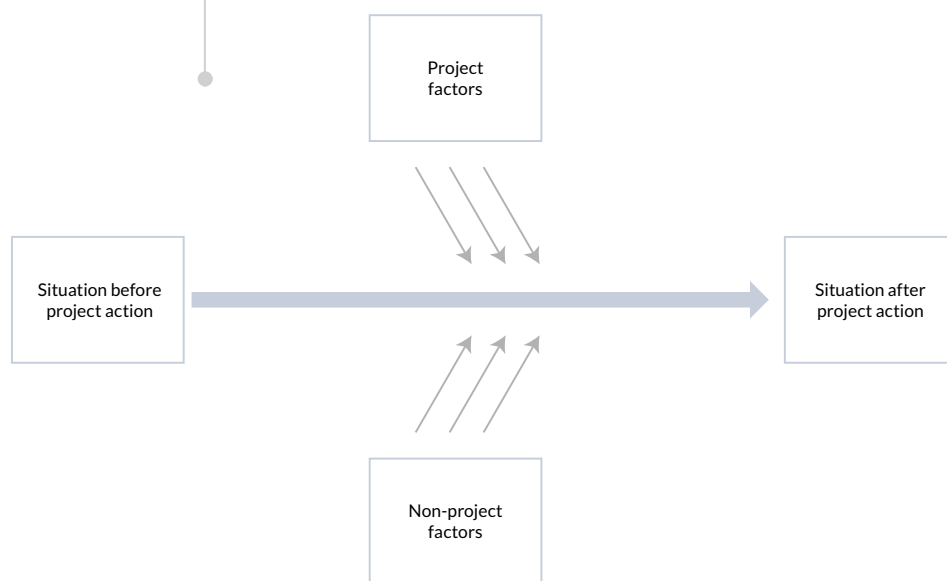 Project
factors
Situation before
project action
Situation after
project action
Non-project
factors